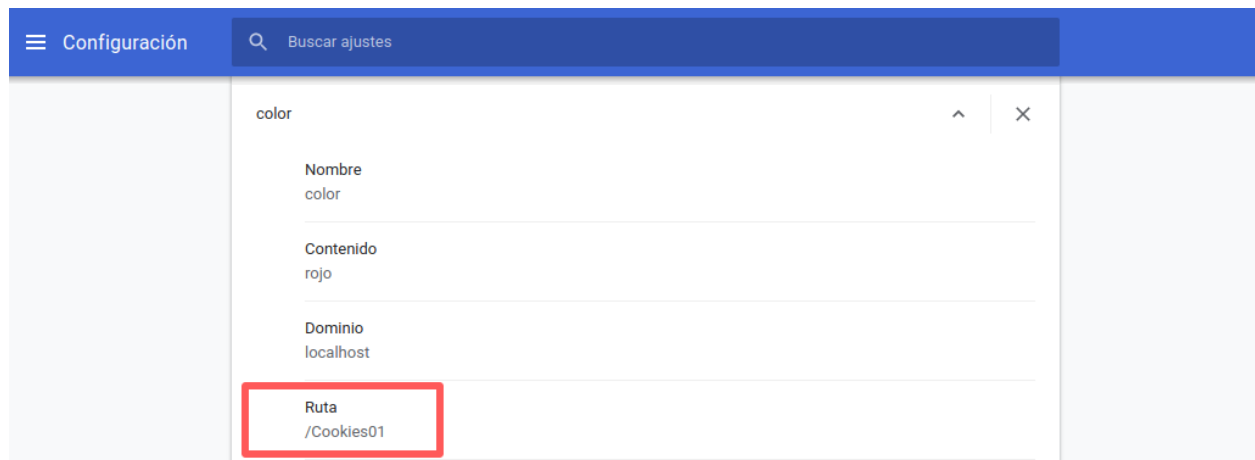 Configuración
Buscar ajustes
color
Nombre
color
Contenido
rojo
Dominio
localhost
Ruta
/Cookies01